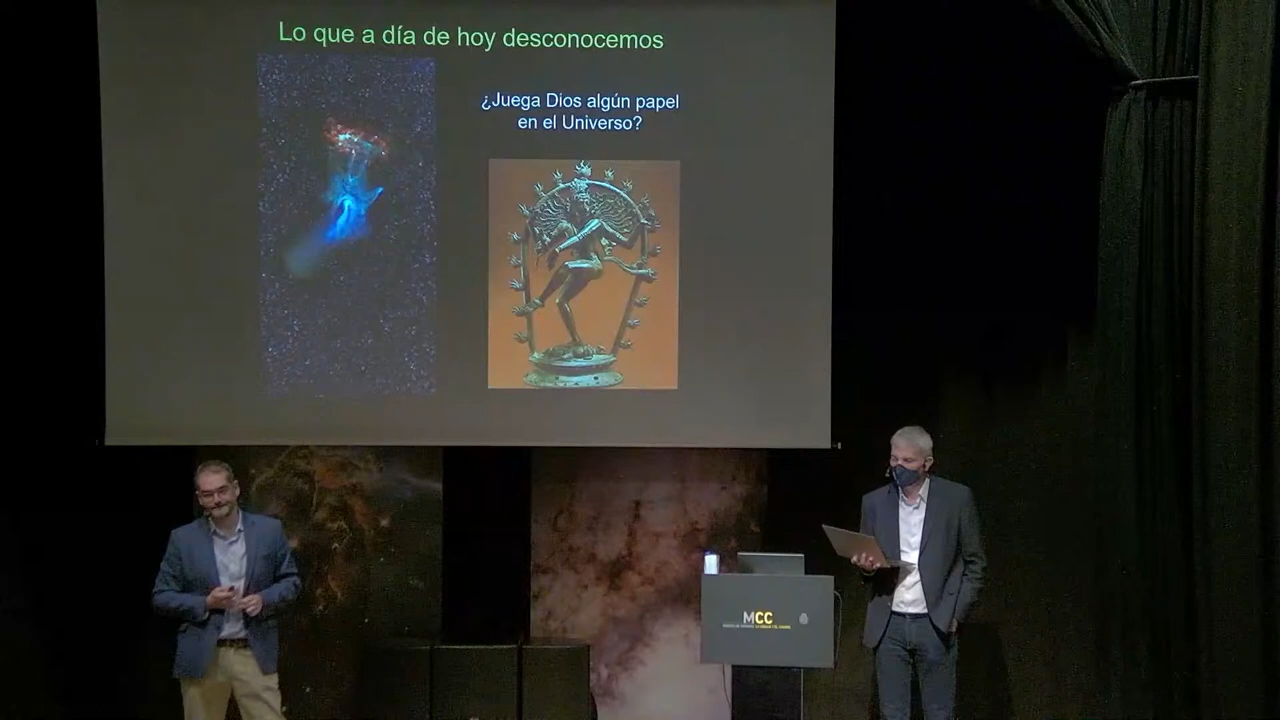 Lo que a día de hoy desconocemos
¿Juega Dios algún papel
en el Universo?
MCC